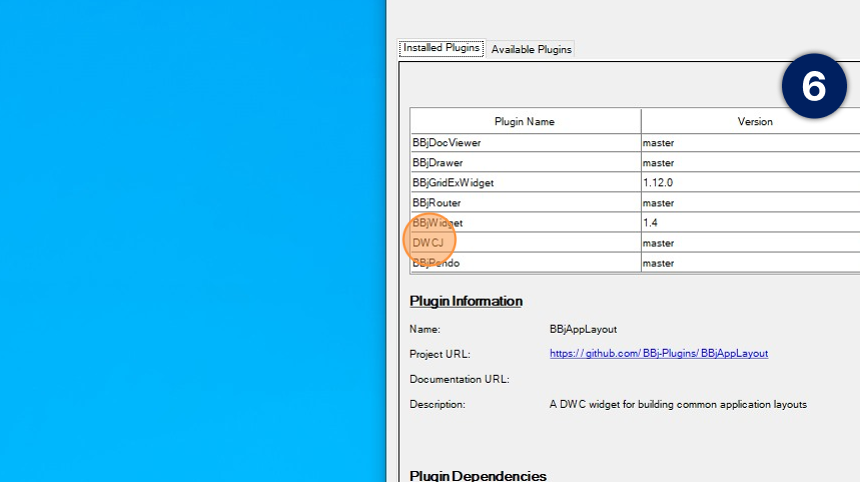 Installed Plugins Available Plugins
6
Plugin Name Version
BBjDocViewer master
BBjDrawer master
BBjGridExWidget 1.12.0
BBjRouter master
BBjWidget 1.4
DWCJ master
BBjPendo master
Plugin Information
Name: BBjAppLayout
Project URL: https://github.com/BBj-Plugins/BBjAppLayout
Documentation URL:
Description: A DWC widget for building common application layouts
Plugin Dependencies